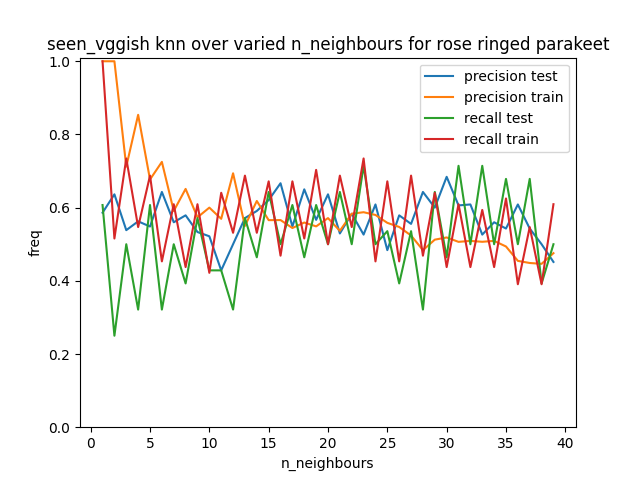 seen_vggish knn over varied n_neighbours for rose ringed parakeet
precision test
precision train
recall test
recall train
freq
1.0
0.8
0.6
0.4
0.2
0.0
0 5 10 15 20 25 30 35 40
n_neighbours